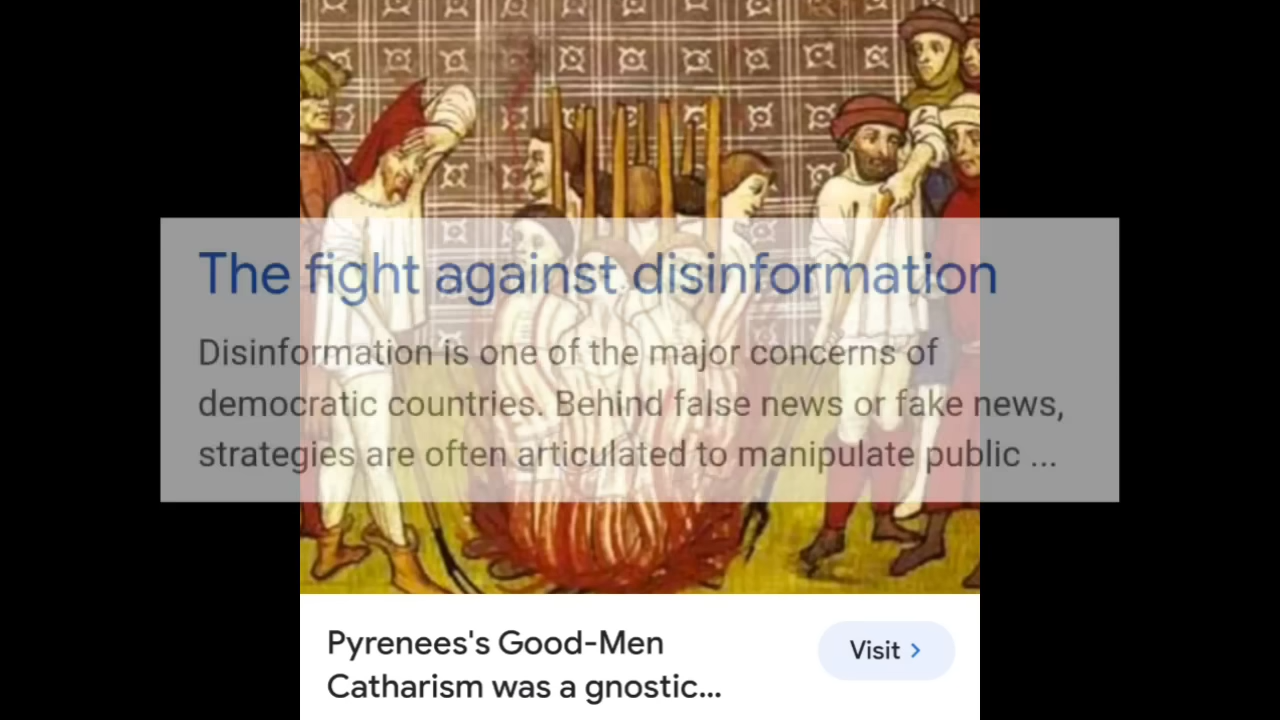 The fight against disinformation
Disinformation is one of the major concerns of
democratic countries. Behind false news or fake news,
strategies are often articulated to manipulate public ...
Pyrenees's Good-Men
Catharism was a gnostic...
Visit >